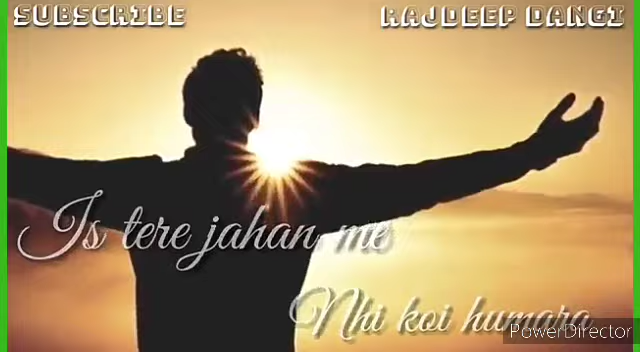 SUBSCRIBE
RAJDEEP DANGI
Is tere jahan me
Nhi koi humara
PowerDirector